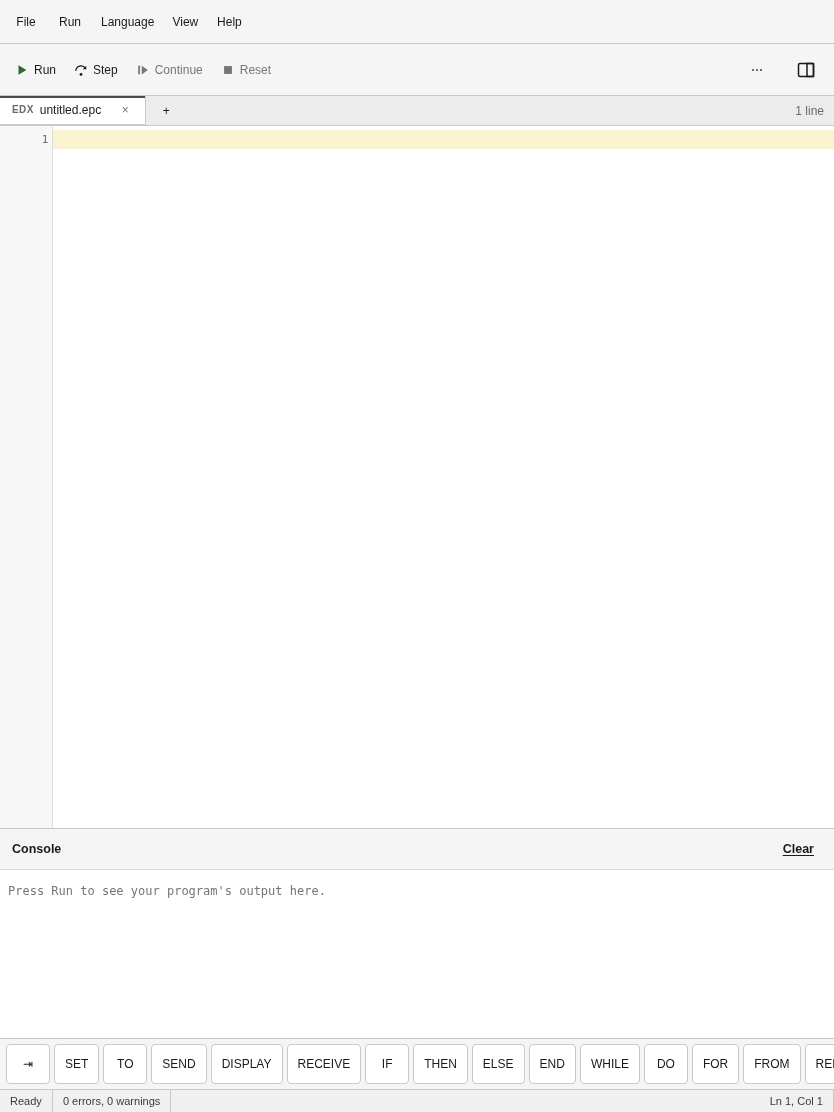 File Run Language View Help
Run Step Continue Reset ...
EDX untitled.epc × + 1 line
1
Console Clear
Press Run to see your program's output here.
⇥ SET TO SEND DISPLAY RECEIVE IF THEN ELSE END WHILE DO FOR FROM
Ready 0 errors, 0 warnings Ln 1, Col 1